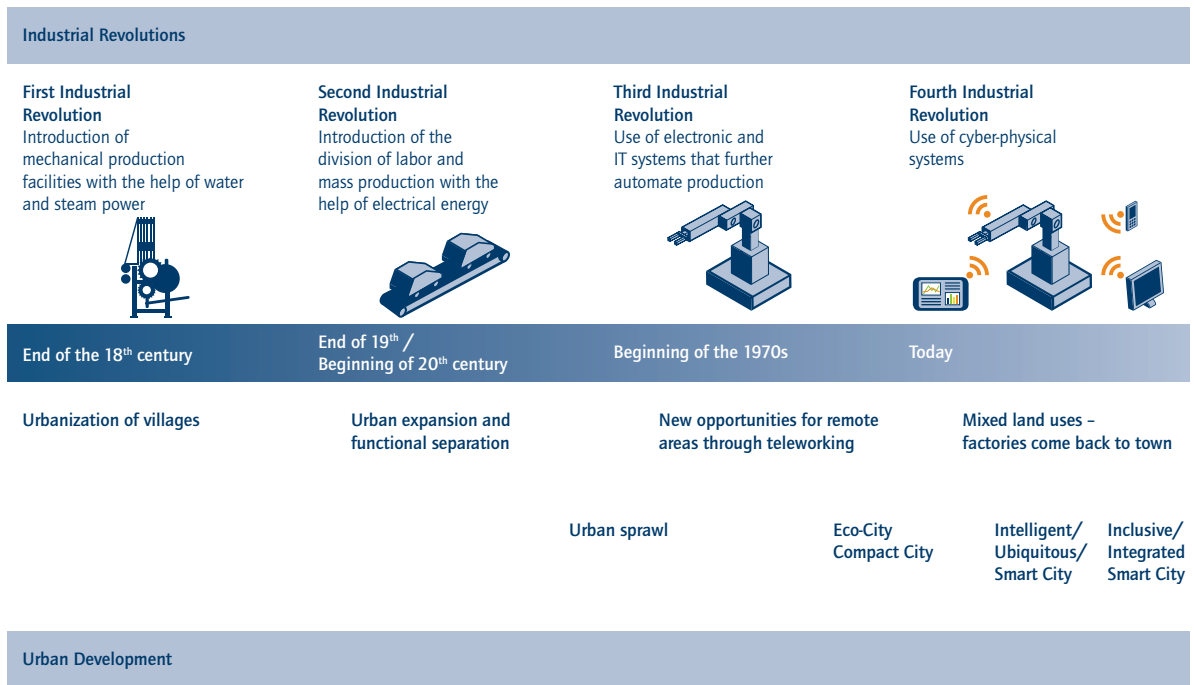 Industrial Revolutions
First Industrial
Revolution
Introduction of
mechanical production
facilities with the help of water
and steam power
Second Industrial
Revolution
Introduction of the
division of labor and
mass production with the
help of electrical energy
Third Industrial
Revolution
Use of electronic and
IT systems that further
automate production
Fourth Industrial
Revolution
Use of cyber-physical
systems
End of the 18th century
End of 19th /
Beginning of 20th century
Beginning of the 1970s
Today
Urbanization of villages
Urban expansion and
functional separation
New opportunities for remote
areas through teleworking
Mixed land uses –
factories come back to town
Urban sprawl
Eco-City
Compact City
Intelligent/
Ubiquitous/
Smart City
Inclusive/
Integrated
Smart City
Urban Development